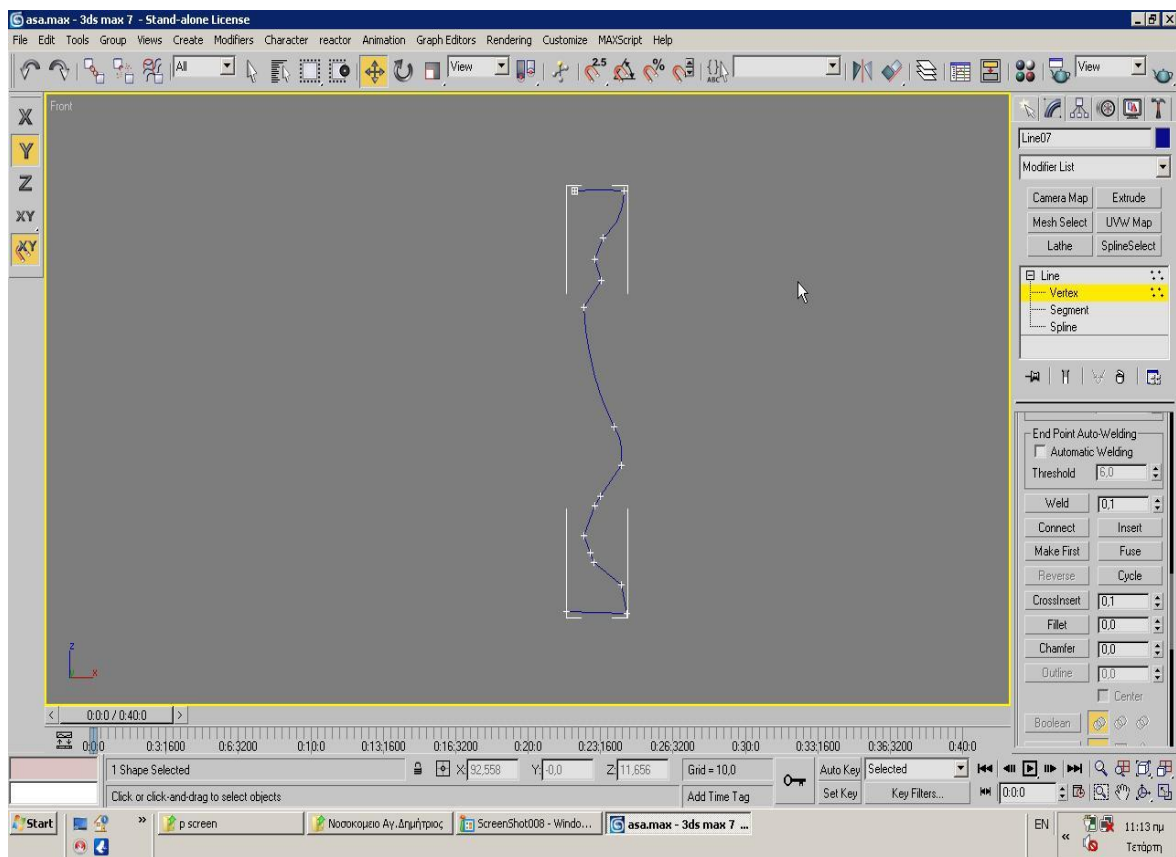 asa.max - 3ds max 7 - Stand-alone License
File Edit Tools Group Views Create Modifiers Character reactor Animation Graph Editors Rendering Customize MAXScript Help
All View 2.5 ABC View
X
Y
Z
XY
XY
Front
Line07
Modifier List
Camera Map Extrude
Mesh Select UVW Map
Lathe SplineSelect
Line
Vertex
Segment
Spline
End Point Auto-Welding
Automatic Welding
Threshold 6,0
Weld 0,1
Connect Insert
Make First Fuse
Reverse Cycle
CrossInsert 0,1
Fillet 0,0
Chamfer 0,0
Outline 0,0
Center
Boolean
z
x
0:0:0 / 0:40:0
0:0:0 0:3:1600 0:6:3200 0:10:0 0:13:1600 0:16:3200 0:20:0 0:23:1600 0:26:3200 0:30:0 0:33:1600 0:36:3200 0:40:0
1 Shape Selected X: 92,558 Y: -0,0 Z: 11,656 Grid = 10,0 Auto Key Selected
Click or click-and-drag to select objects Add Time Tag Set Key Key Filters... 0:0:0
Start » p screen Νοσοκομειο Αγ.Δημήτριος ScreenShot008 - Windo... asa.max - 3ds max 7 ... EN « 11:13 πμ
Τετάρτη